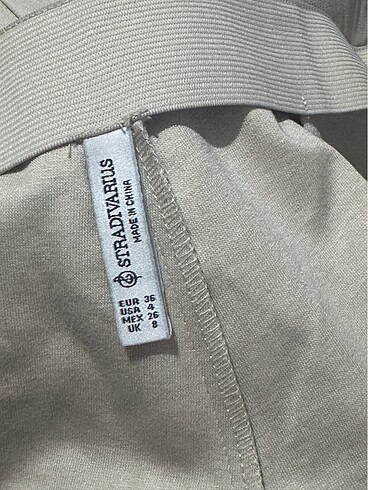 STRADIVARIUS
MADE IN CHINA
EUR 36
USA 4
MEX 26
UK 8